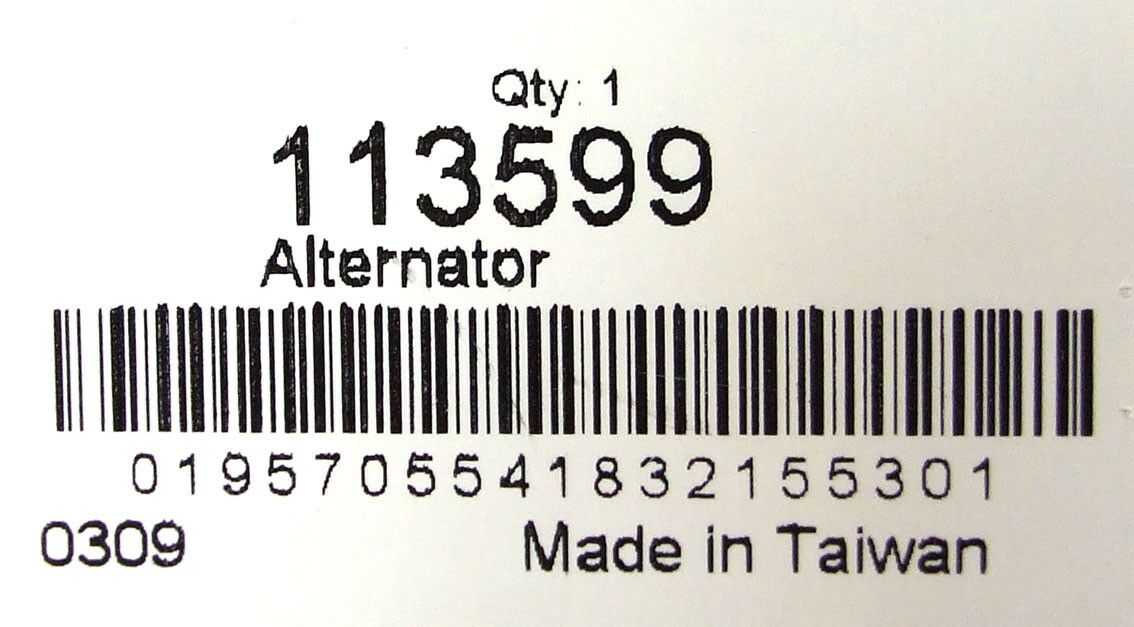 Qty: 1
113599
Alternator
0195705541832155301
0309
Made in Taiwan